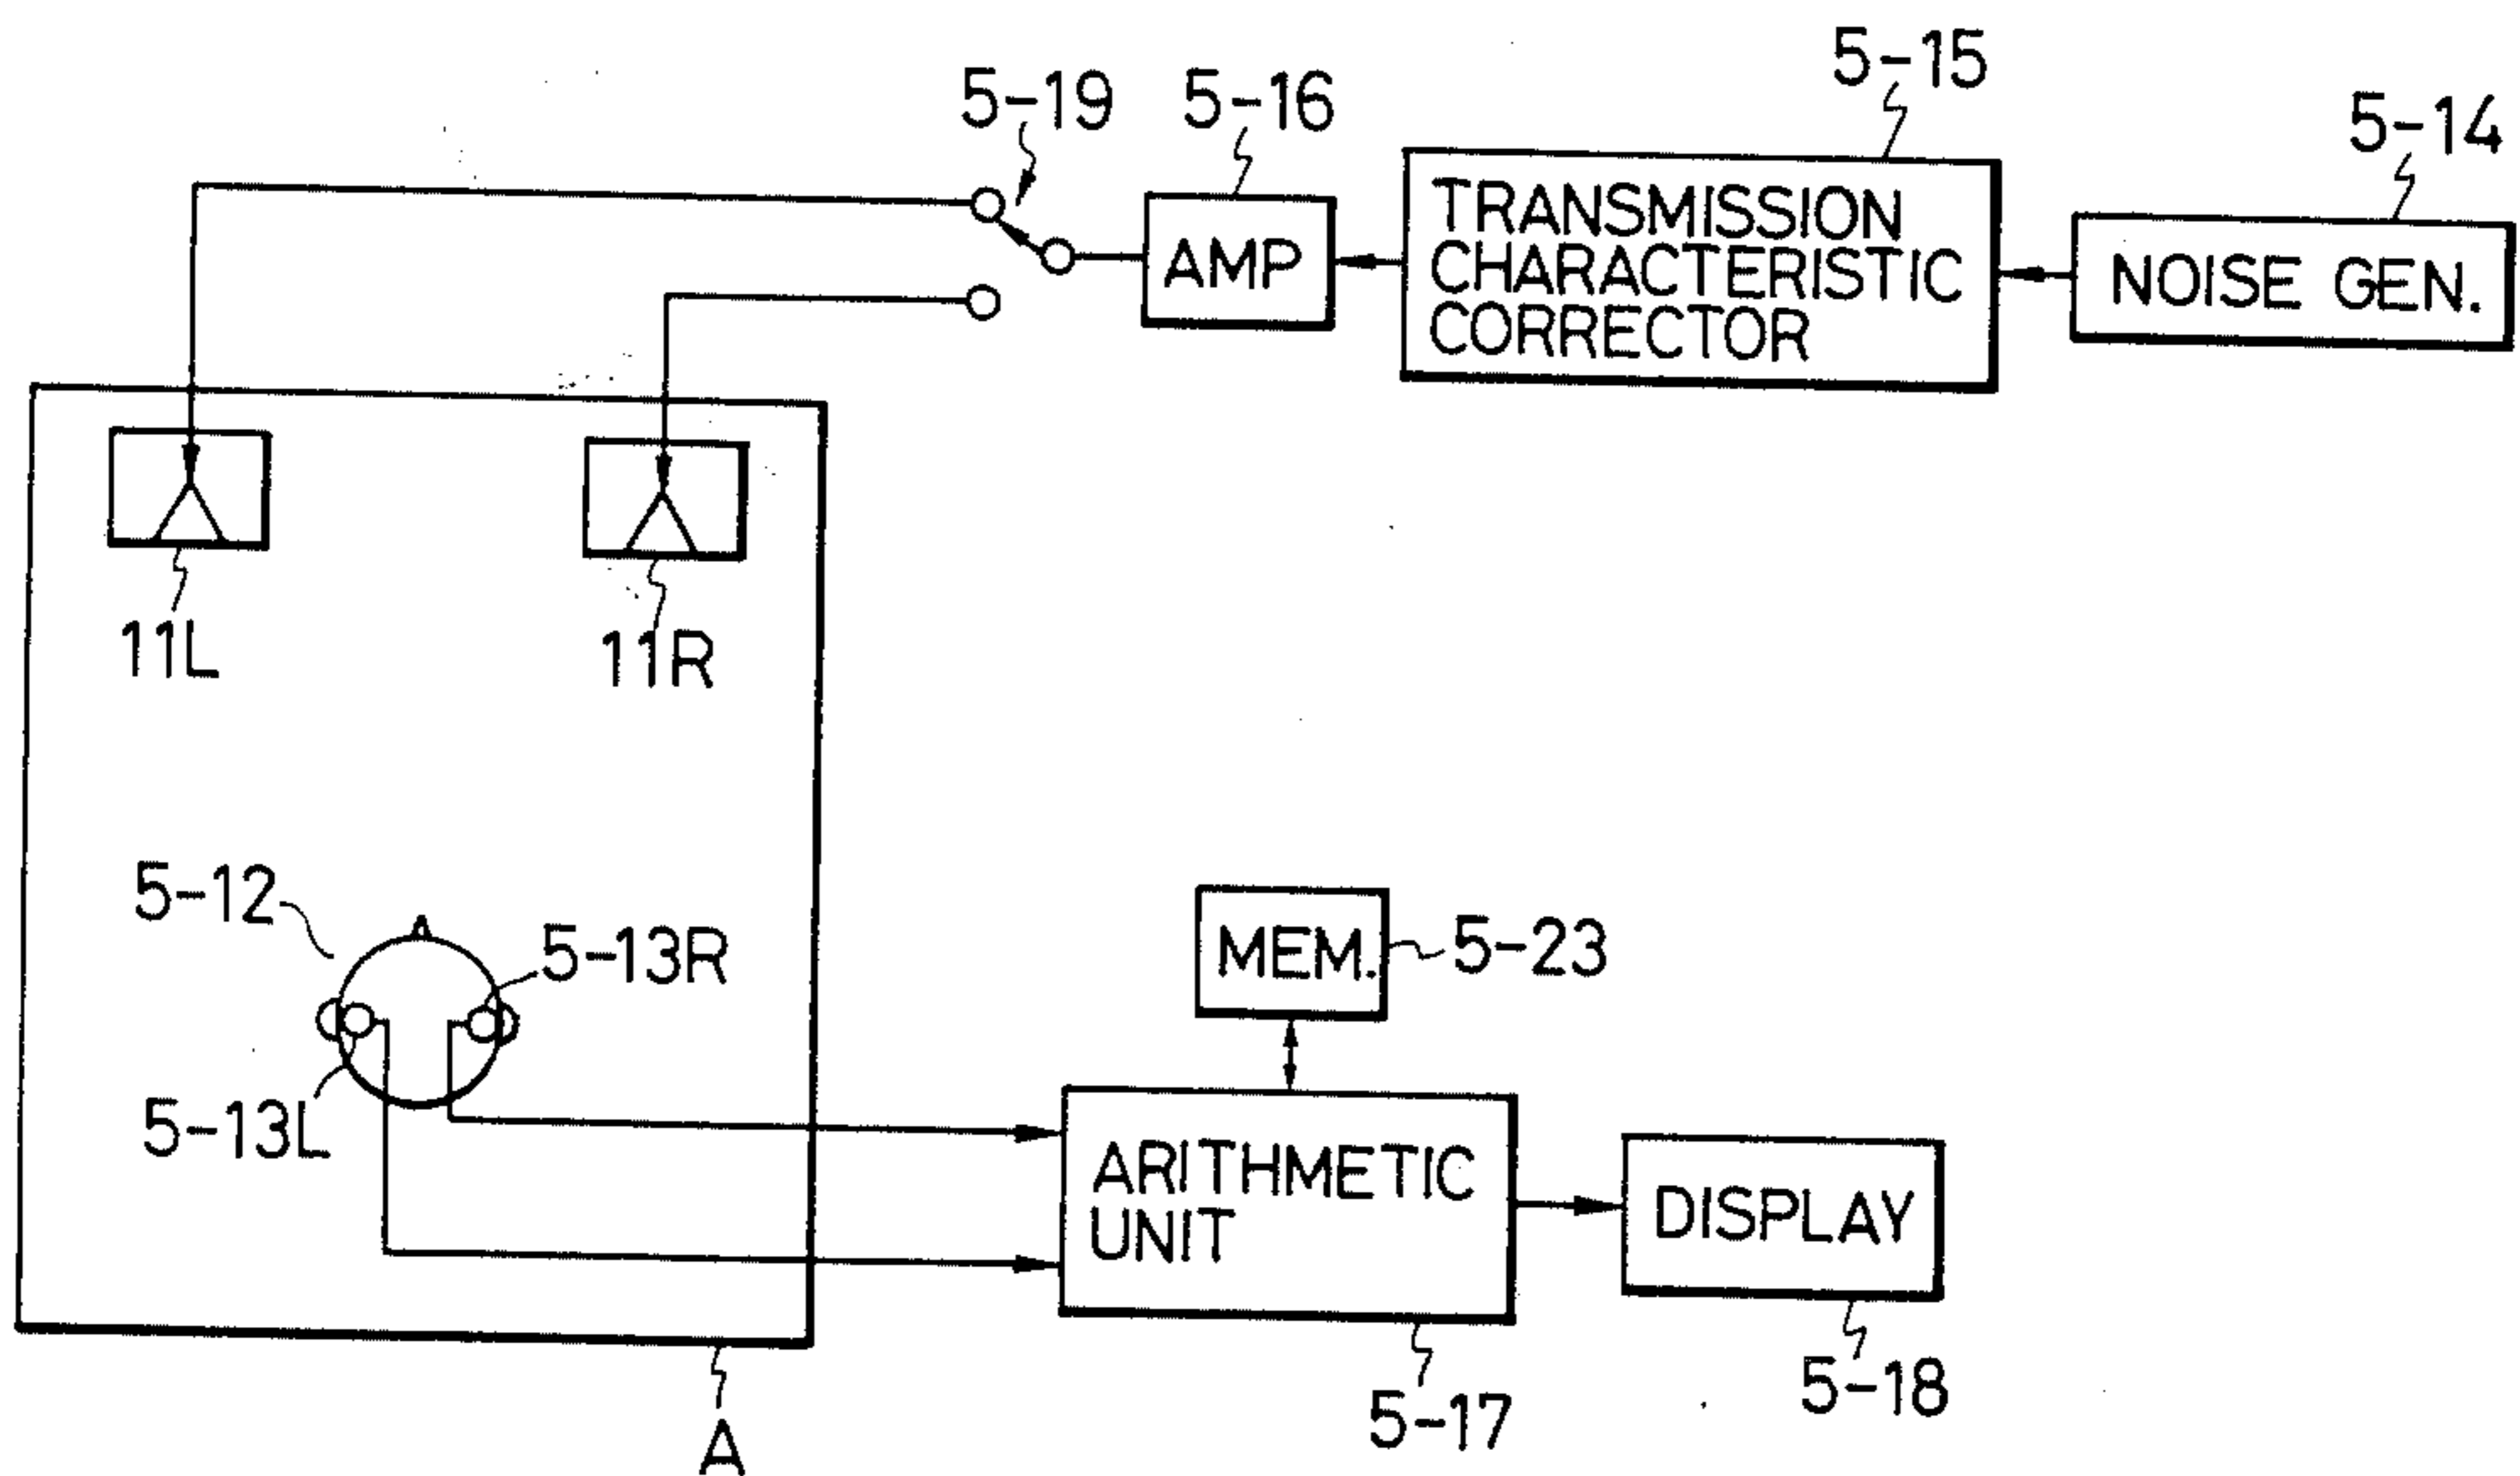 5-15
5-19
5-16
5-14
TRANSMISSION
CHARACTERISTIC
CORRECTOR
AMP
NOISE GEN.
11L
11R
5-12
5-13R
MEM.
5-23
5-13L
ARITHMETIC
UNIT
DISPLAY
5-17
5-18
A